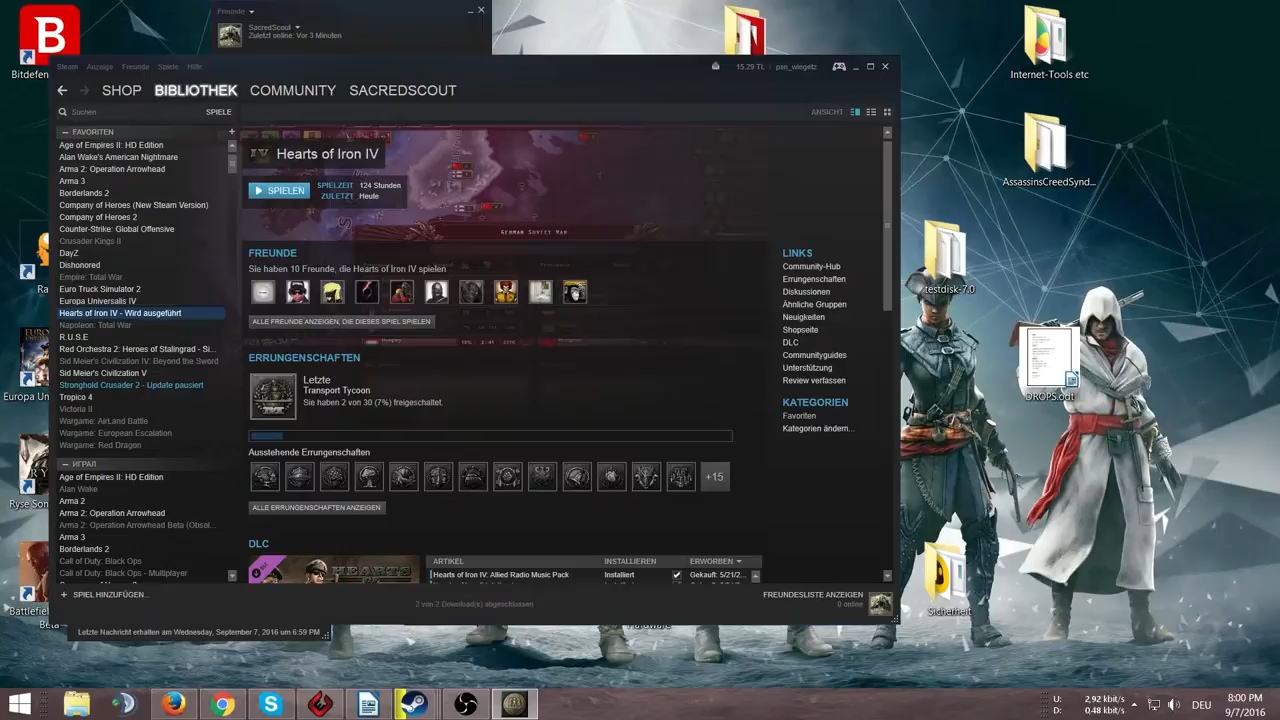 Freunde
SacredScout
Zuletzt online: Vor 3 Minuten
Bitdefen
Steam Anzeige Freunde Spiele Hilfe
15,29 TL psn_wiegetz
SHOP BIBLIOTHEK COMMUNITY SACREDSCOUT
Suchen SPIELE
ANSICHT
FAVORITEN
Age of Empires II: HD Edition
Alan Wake's American Nightmare
Arma 2: Operation Arrowhead
Arma 3
Borderlands 2
Company of Heroes (New Steam Version)
Company of Heroes 2
Counter-Strike: Global Offensive
Crusader Kings II
DayZ
Dishonored
Empire: Total War
Euro Truck Simulator 2
Europa Universalis IV
Hearts of Iron IV - Wird ausgeführt
Napoleon: Total War
R.U.S.E
Red Orchestra 2: Heroes of Stalingrad - Si...
Sid Meier's Civilization IV: Beyond the Sword
Sid Meier's Civilization V
Stronghold Crusader 2 - Update pausiert
Tropico 4
Victoria II
Wargame: AirLand Battle
Wargame: European Escalation
Wargame: Red Dragon
ИГРАЛ
Age of Empires II: HD Edition
Alan Wake
Arma 2
Arma 2: Operation Arrowhead
Arma 2: Operation Arrowhead Beta (Obsol...
Arma 3
Borderlands 2
Call of Duty: Black Ops
Call of Duty: Black Ops - Multiplayer
SPIEL HINZUFÜGEN...
IV Hearts of Iron IV
SPIELEN
SPIELZEIT 124 Stunden
ZULETZT Heute
GERMAN SOVIET WAR
FREUNDE
Sie haben 10 Freunde, die Hearts of Iron IV spielen
ALLE FREUNDE ANZEIGEN, DIE DIESES SPIEL SPIELEN
ERRUNGENSCHAFTEN
Letzte
Transport Tycoon
Sie haben 2 von 30 (7%) freigeschaltet.
Ausstehende Errungenschaften
+15
ALLE ERRUNGENSCHAFTEN ANZEIGEN
DLC
HEARTS
ARTIKEL INSTALLIEREN ERWORBEN
Hearts of Iron IV: Allied Radio Music Pack Installiert Gekauft: 5/21/2...
LINKS
Community-Hub
Errungenschaften
Diskussionen
Ähnliche Gruppen
Neuigkeiten
Shopseite
DLC
Communityguides
Unterstützung
Review verfassen
KATEGORIEN
Favoriten
Kategorien ändern...
2 von 2 Download(s) abgeschlossen
FREUNDESLISTE ANZEIGEN
0 online
Letzte Nachricht erhalten am Wednesday, September 7, 2016 um 6:59 PM
Internet-Tools etc
AssassinsCreedSynd...
testdisk-7.0
DROPS.odt
Sicherheit
Ra
Europa Un
Ryse Son
Battlefiel
Beta
U: 2,92 kbit/s
D: 0,48 kbit/s
DEU
8:00 PM
9/7/2016